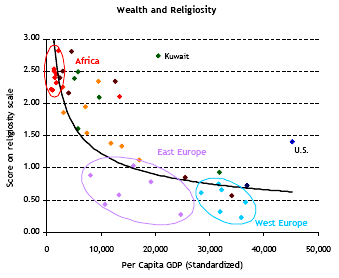 Wealth and Religiosity
3.00
2.50
2.00
1.50
1.00
0.50
0.00
Score on religiosity scale
Africa
Kuwait
U.S.
East Europe
West Europe
0
10,000
20,000
30,000
40,000
50,000
Per Capita GDP (Standardized)